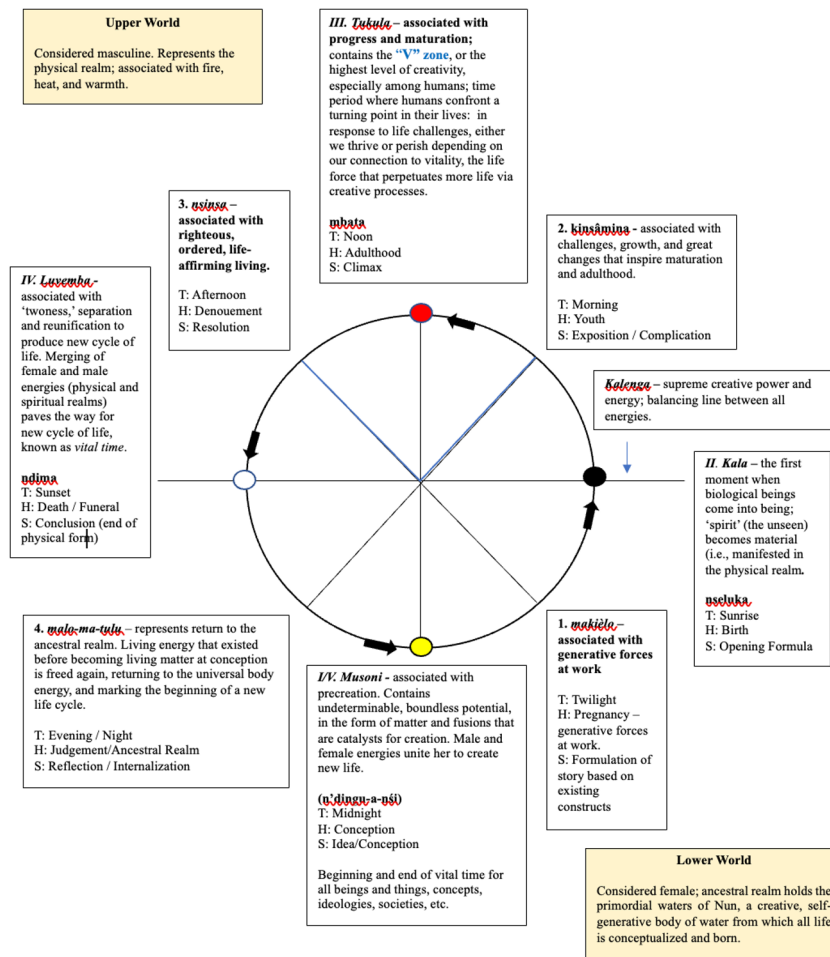 Upper World
Considered masculine. Represents the
physical realm; associated with fire,
heat, and warmth.
III. Tukula – associated with
progress and maturation;
contains the “V” zone, or the
highest level of creativity,
especially among humans; time
period where humans confront a
turning point in their lives:  in
response to life challenges, either
we thrive or perish depending on
our connection to vitality, the life
force that perpetuates more life via
creative processes.
mbata
T: Noon
H: Adulthood
S: Climax
3. nsinsa –
associated with
righteous,
ordered, life-
affirming living.
T: Afternoon
H: Denouement
S: Resolution
2. kinsâmina - associated with
challenges, growth, and great
changes that inspire maturation
and adulthood.
T: Morning
H: Youth
S: Exposition / Complication
IV. Luvemba -
associated with
‘twoness,’ separation
and reunification to
produce new cycle of
life. Merging of
female and male
energies (physical and
spiritual realms)
paves the way for
new cycle of life,
known as vital time.
ndima
T: Sunset
H: Death / Funeral
S: Conclusion (end of
physical form)
Kalenga – supreme creative power and
energy; balancing line between all
energies.
II. Kala – the first
moment when
biological beings
come into being;
‘spirit’ (the unseen)
becomes material
(i.e., manifested in
the physical realm.
nseluka
T: Sunrise
H: Birth
S: Opening Formula
4. malo-ma-tulu – represents return to the
ancestral realm. Living energy that existed
before becoming living matter at conception
is freed again, returning to the universal body
energy, and marking the beginning of a new
life cycle.
T: Evening / Night
H: Judgement/Ancestral Realm
S: Reflection / Internalization
1. makièlo –
associated with
generative forces
at work
T: Twilight
H: Pregnancy –
generative forces
at work.
S: Formulation of
story based on
existing
constructs
I/V. Musoni - associated with
precreation. Contains
undeterminable, boundless potential,
in the form of matter and fusions that
are catalysts for creation. Male and
female energies unite her to create
new life.
(n’dingu-a-nśi)
T: Midnight
H: Conception
S: Idea/Conception
Beginning and end of vital time for
all beings and things, concepts,
ideologies, societies, etc.
Lower World
Considered female; ancestral realm holds the
primordial waters of Nun, a creative, self-
generative body of water from which all life
is conceptualized and born.